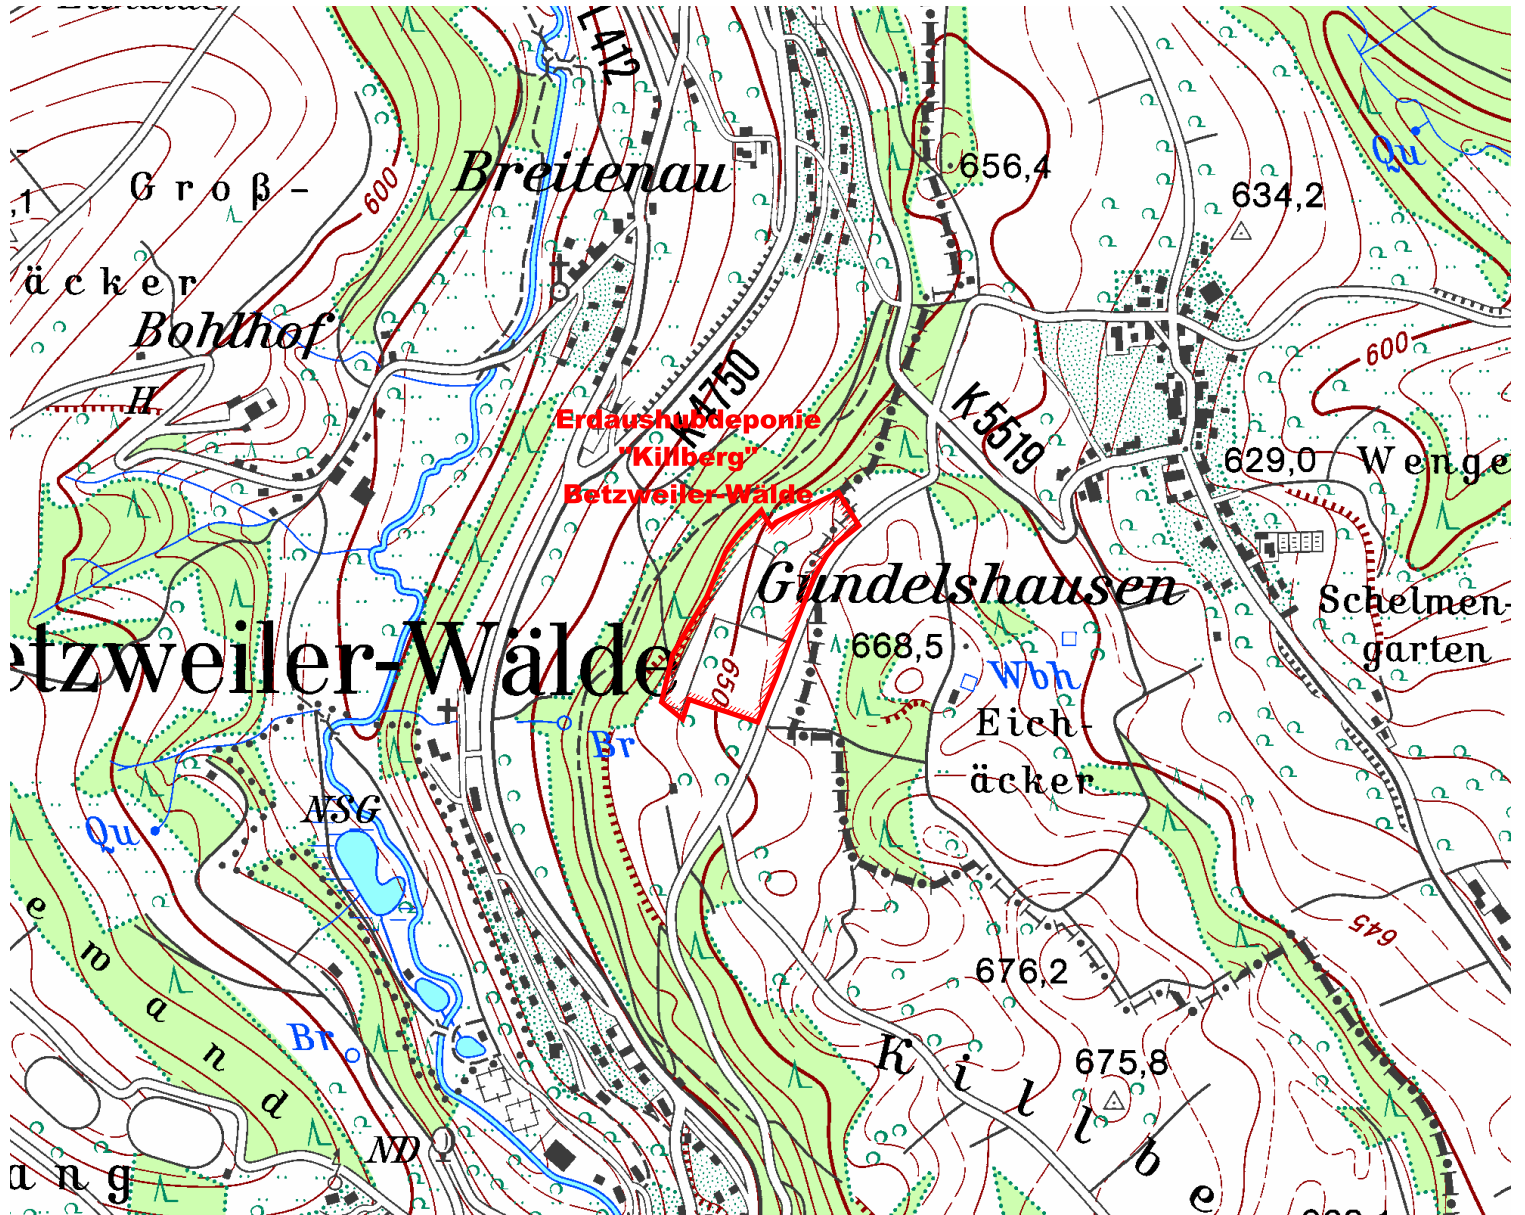 L412
600
Breitenau
656,4
Qu
634,2
Groß-
,1
äcker
Bohlhof
H
K4750
K5519
600
Erdaushubdeponie
"Killberg"
Betzweiler-Wälde
629,0
Wenge
Gundelshausen
Schelmen-
garten
668,5
Wbh
etzweiler-Wälde
650
Br
Eich-
äcker
NSG
Qu
645
676,2
e
m
a
n
d
Br
675,8
Killbe
ND
ang